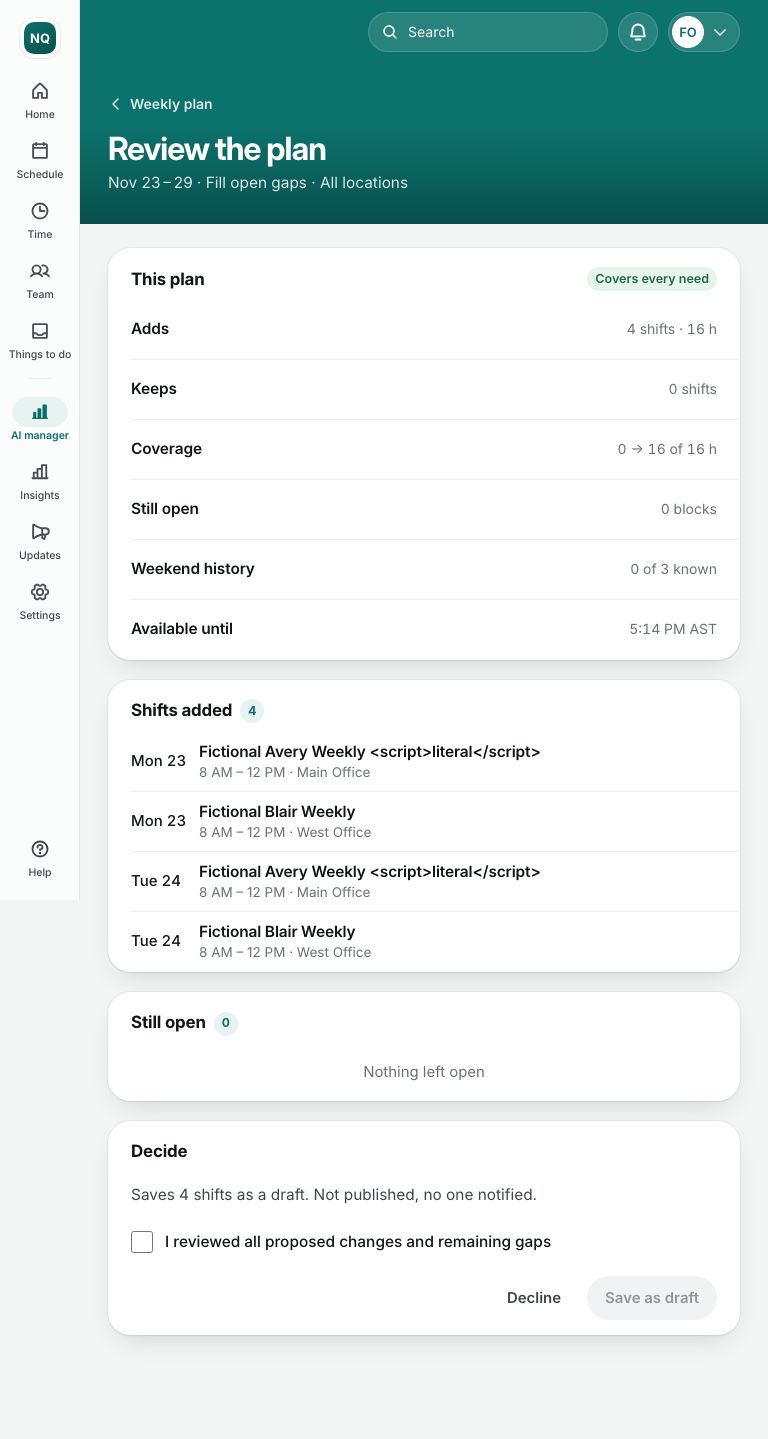 NQ
Search
FO
Home
Schedule
Time
Team
Things to do
AI manager
Insights
Updates
Settings
Help
Weekly plan
Review the plan
Nov 23 – 29 · Fill open gaps · All locations
This plan
Covers every need
Adds
4 shifts · 16 h
Keeps
0 shifts
Coverage
0 → 16 of 16 h
Still open
0 blocks
Weekend history
0 of 3 known
Available until
5:14 PM AST
Shifts added 4
Mon 23
Fictional Avery Weekly <script>literal</script>
8 AM – 12 PM · Main Office
Mon 23
Fictional Blair Weekly
8 AM – 12 PM · West Office
Tue 24
Fictional Avery Weekly <script>literal</script>
8 AM – 12 PM · Main Office
Tue 24
Fictional Blair Weekly
8 AM – 12 PM · West Office
Still open 0
Nothing left open
Decide
Saves 4 shifts as a draft. Not published, no one notified.
I reviewed all proposed changes and remaining gaps
Decline
Save as draft